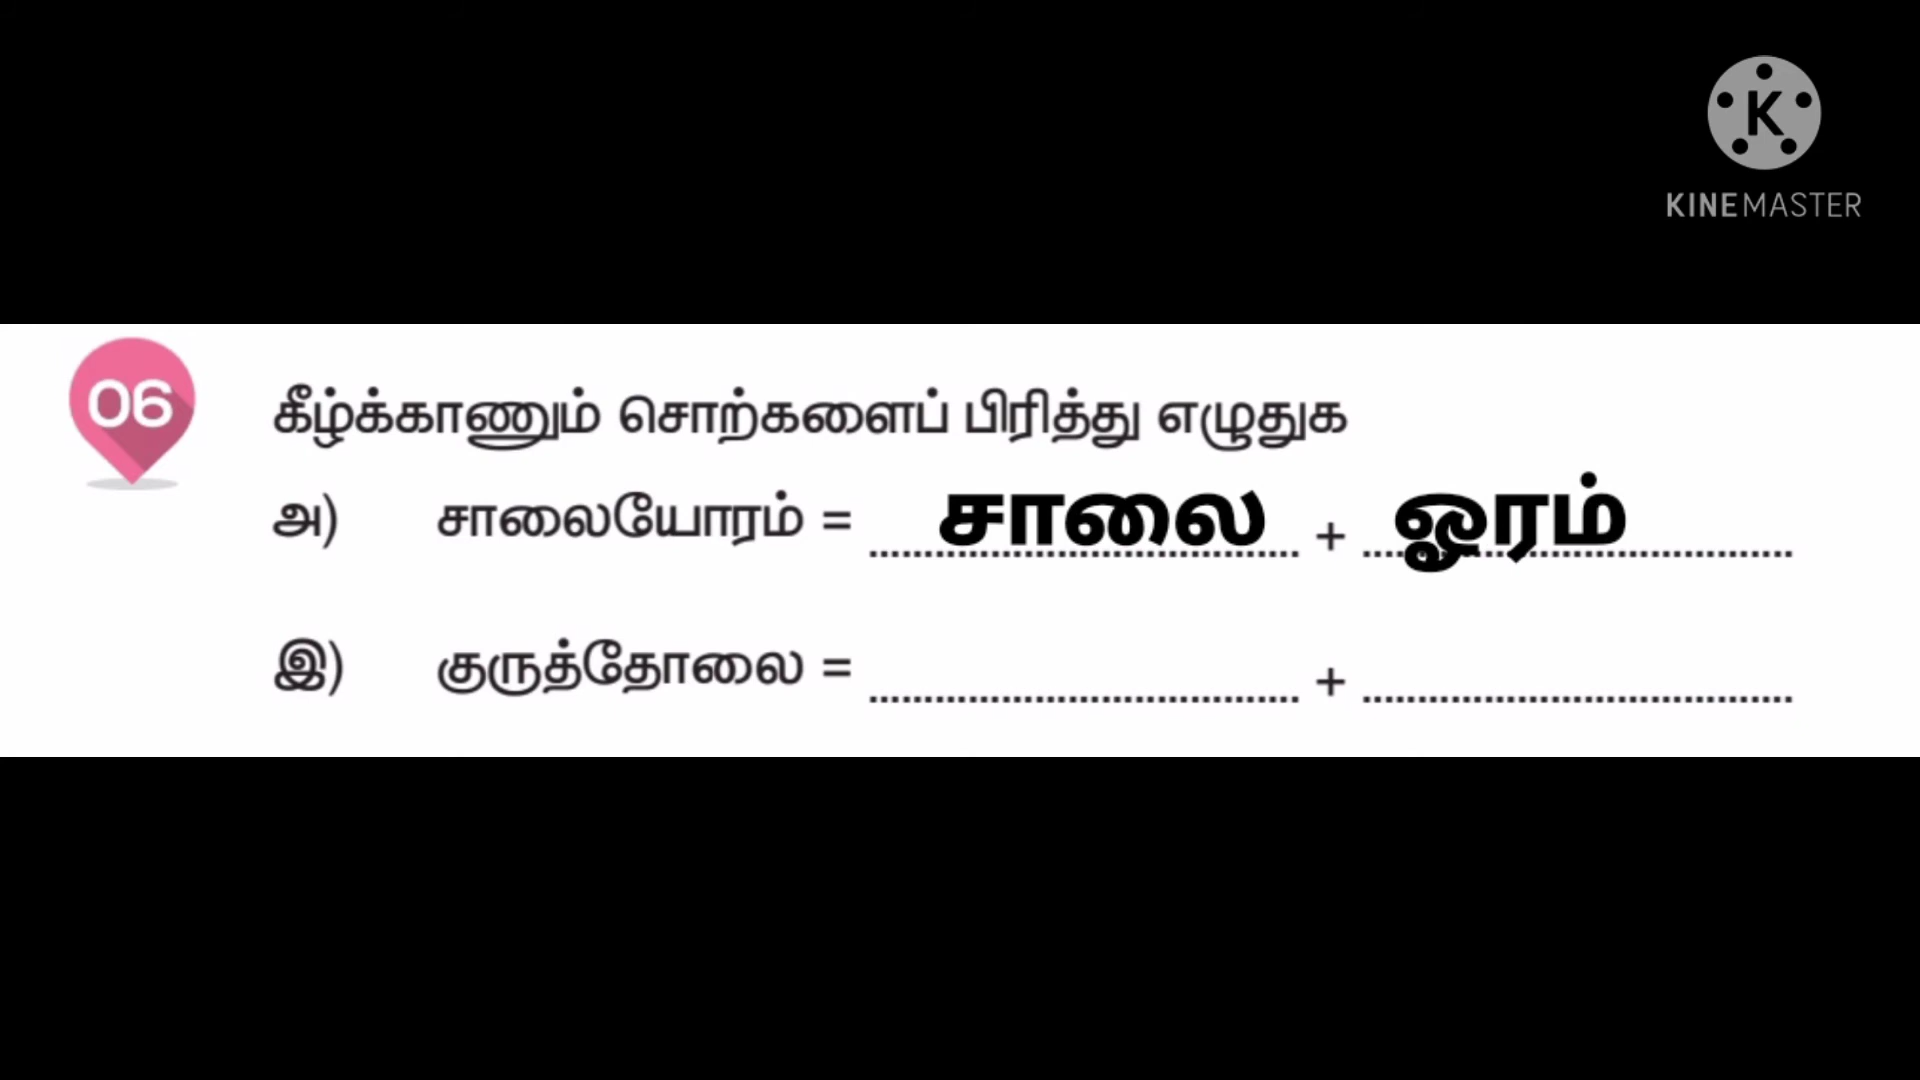 K
KINEMASTER
06 கீழ்க்காணும் சொற்களைப் பிரித்து எழுதுக
அ) சாலையோரம் = சாலை + ஓரம்
இ) குருத்தோலை = .................... + ....................